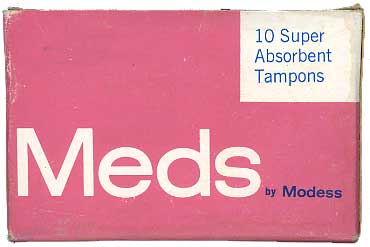 10 Super
Absorbent
Tampons
Meds
by Modess